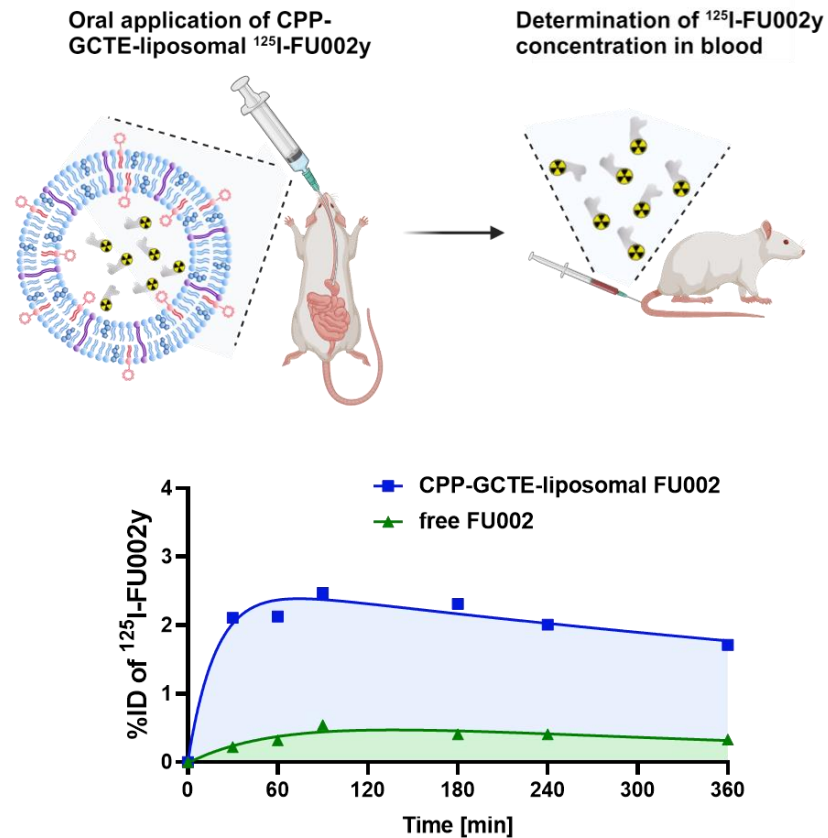 Oral application of CPP-
GCTE-liposomal ¹²⁵I-FU002y
Determination of ¹²⁵I-FU002y
concentration in blood
CPP-GCTE-liposomal FU002
free FU002
%ID of ¹²⁵I-FU002y
4
3
2
1
0
0 60 120 180 240 300 360
Time [min]